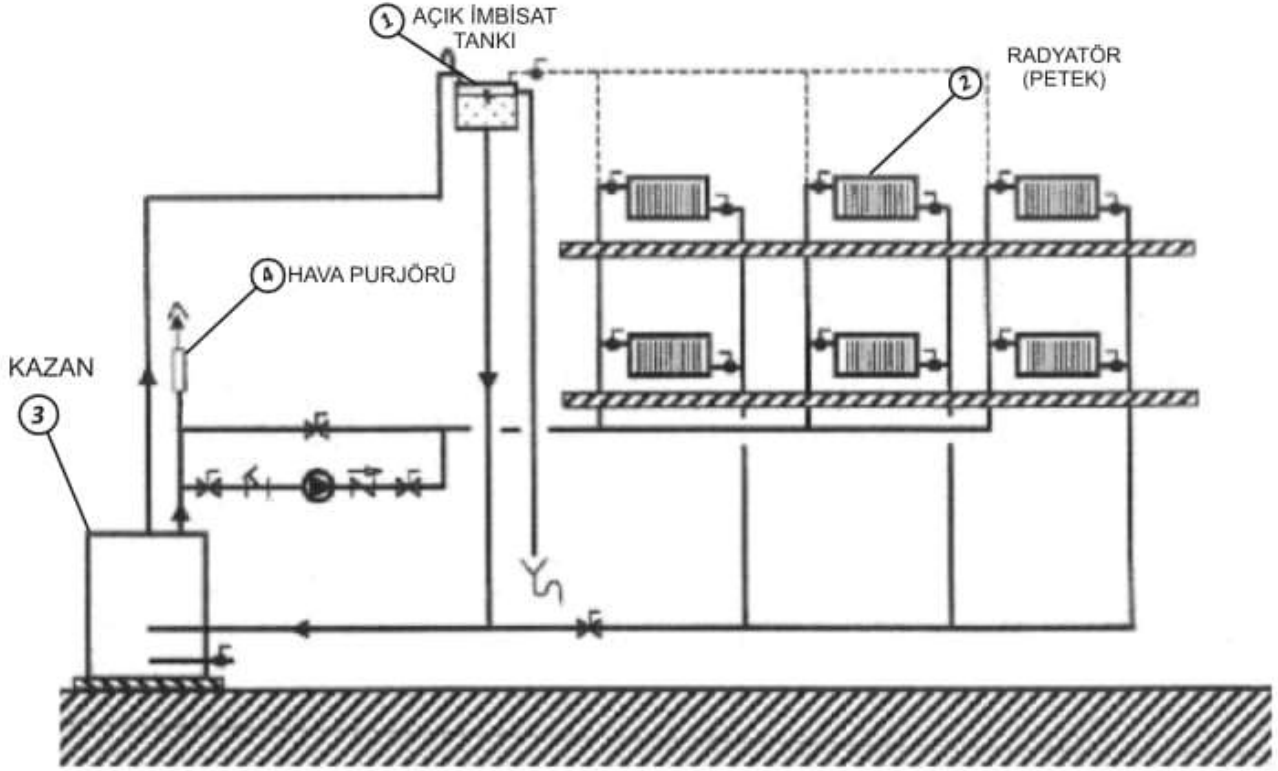 1 AÇIK İMBİSAT
TANKI
RADYATÖR
2 (PETEK)
4 HAVA PURJÖRÜ
KAZAN
3